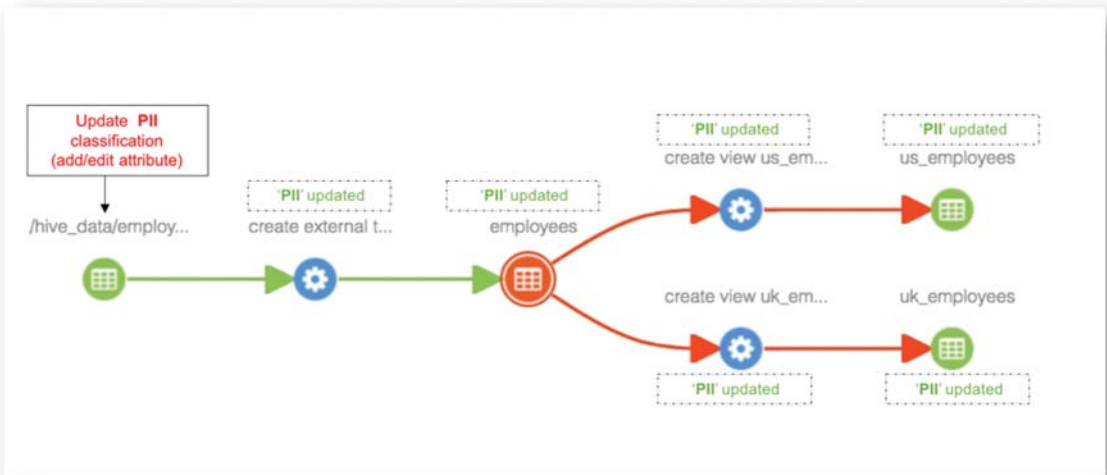 Update PII
classification
(add/edit attribute)
/hive_data/employ...
'PII' updated
create external t...
'PII' updated
employees
'PII' updated
create view us_em...
'PII' updated
us_employees
create view uk_em...
'PII' updated
uk_employees
'PII' updated